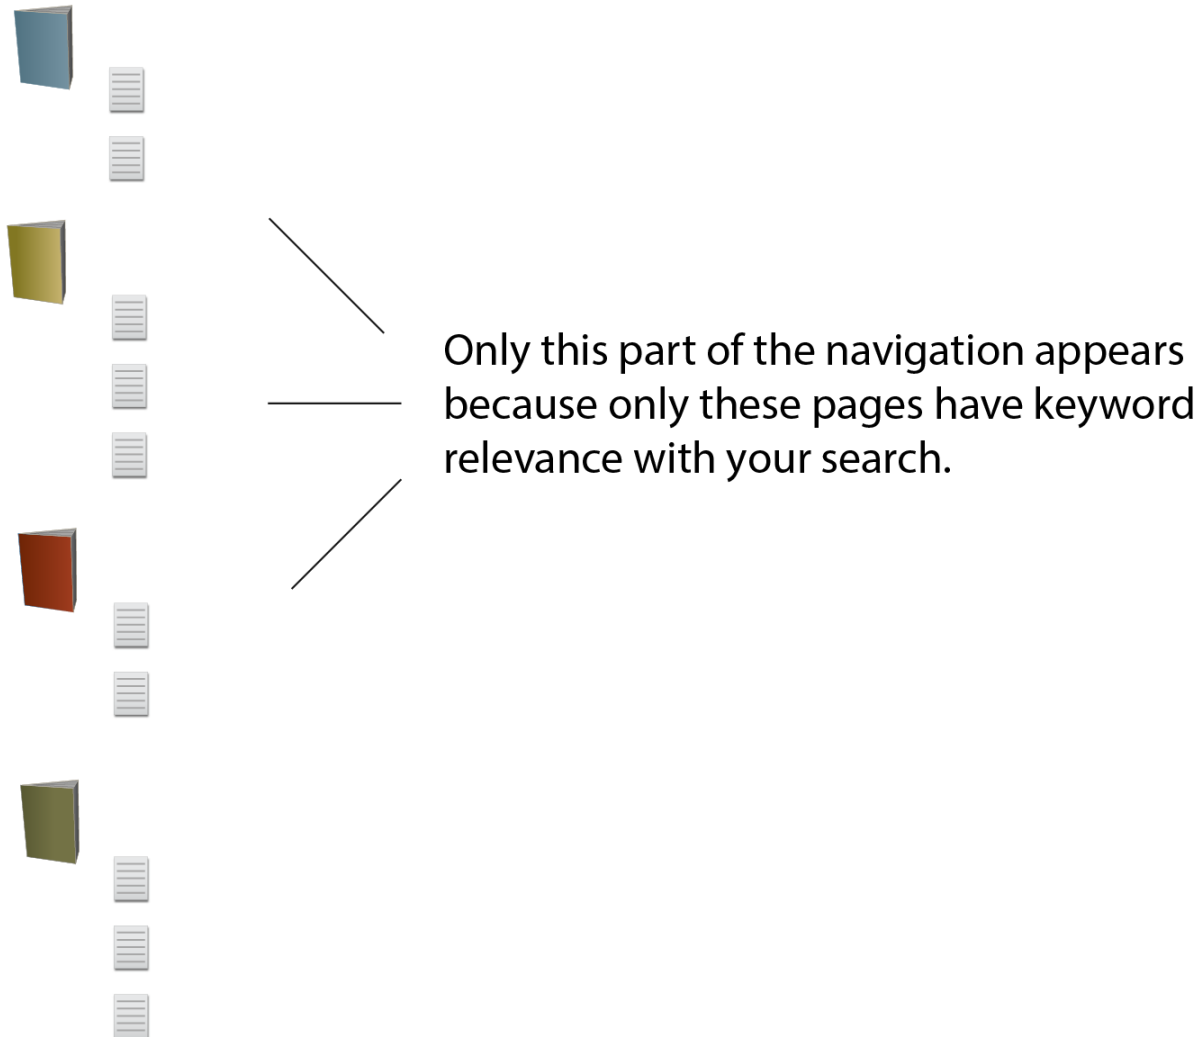 Only this part of the navigation appears
because only these pages have keyword
relevance with your search.